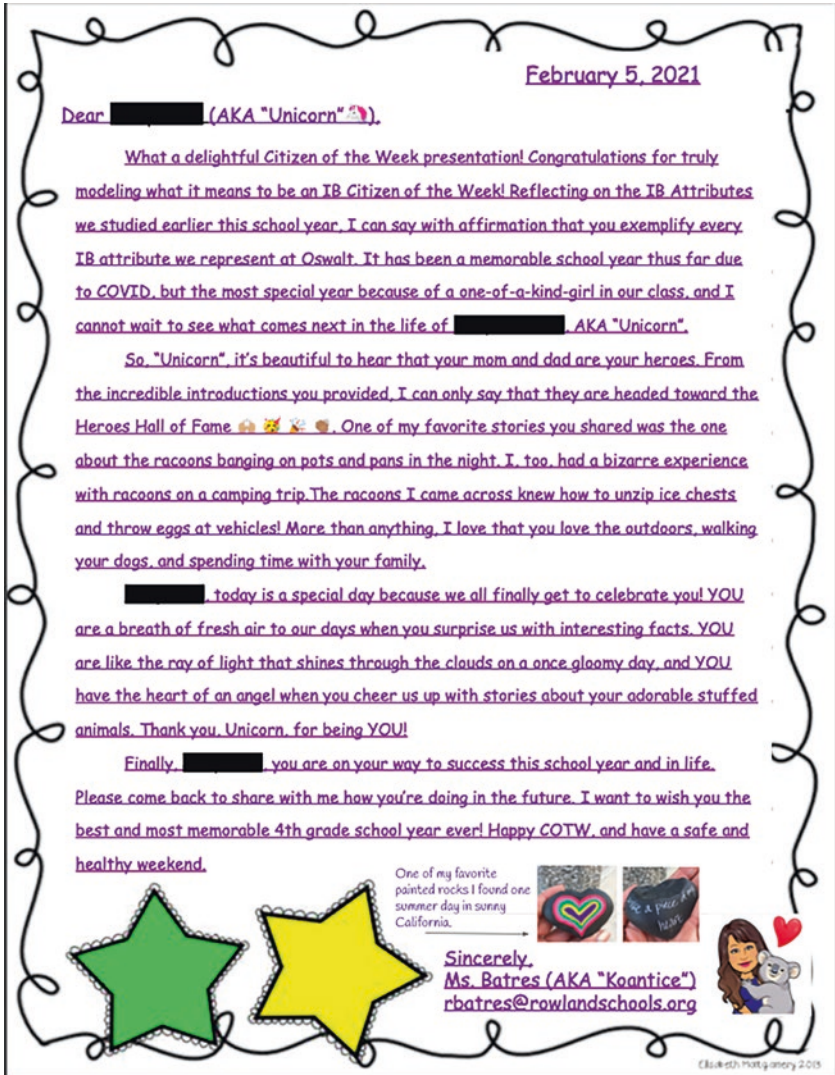 February 5, 2021
Dear (AKA "Unicorn"🦄),
What a delightful Citizen of the Week presentation! Congratulations for truly
modeling what it means to be an IB Citizen of the Week! Reflecting on the IB Attributes
we studied earlier this school year, I can say with affirmation that you exemplify every
IB attribute we represent at Oswalt. It has been a memorable school year thus far due
to COVID, but the most special year because of a one-of-a-kind-girl in our class, and I
cannot wait to see what comes next in the life of , AKA "Unicorn".
So, "Unicorn", it's beautiful to hear that your mom and dad are your heroes. From
the incredible introductions you provided, I can only say that they are headed toward the
Heroes Hall of Fame . One of my favorite stories you shared was the one
about the racoons banging on pots and pans in the night. I, too, had a bizarre experience
with racoons on a camping trip.The racoons I came across knew how to unzip ice chests
and throw eggs at vehicles! More than anything, I love that you love the outdoors, walking
your dogs, and spending time with your family.
, today is a special day because we all finally get to celebrate you! YOU
are a breath of fresh air to our days when you surprise us with interesting facts. YOU
are like the ray of light that shines through the clouds on a once gloomy day, and YOU
have the heart of an angel when you cheer us up with stories about your adorable stuffed
animals. Thank you, Unicorn, for being YOU!
Finally, , you are on your way to success this school year and in life.
Please come back to share with me how you're doing in the future. I want to wish you the
best and most memorable 4th grade school year ever! Happy COTW, and have a safe and
healthy weekend.
One of my favorite
painted rocks I found one
summer day in sunny
California.
a piece of my
heart
Sincerely,
Ms. Batres (AKA "Koantice")
rbatres@rowlandschools.org
Elisabeth Montgomery 2013